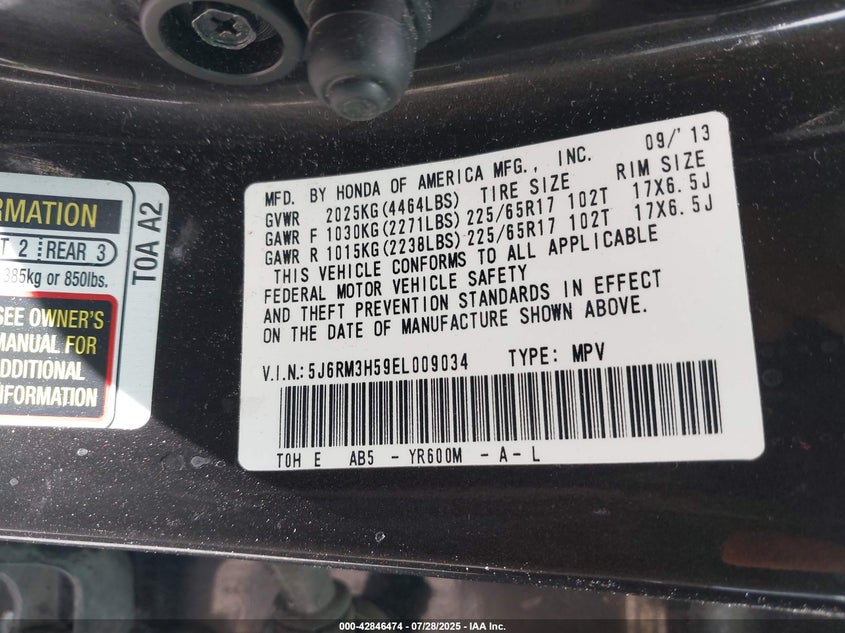 RMATION
T 2 REAR 3
385kg or 850lbs.
SEE OWNER'S
MANUAL FOR
ADDITIONAL
INFORMATION
TOA A2
09/'13
MFD. BY HONDA OF AMERICA MFG., INC.
TIRE SIZE RIM SIZE
GVWR 2025KG(4464LBS)
GAWR F 1030KG(2271LBS) 225/65R17 102T 17X6.5J
GAWR R 1015KG(2238LBS) 225/65R17 102T 17X6.5J
THIS VEHICLE CONFORMS TO ALL APPLICABLE
FEDERAL MOTOR VEHICLE SAFETY
AND THEFT PREVENTION STANDARDS IN EFFECT
ON THE DATE OF MANUFACTURE SHOWN ABOVE.
V.I.N.: 5J6RM3H59EL009034 TYPE: MPV
T0H E AB5 - YR600M - A - L
000-42846474 | 07/28/2025 - IAA Inc.